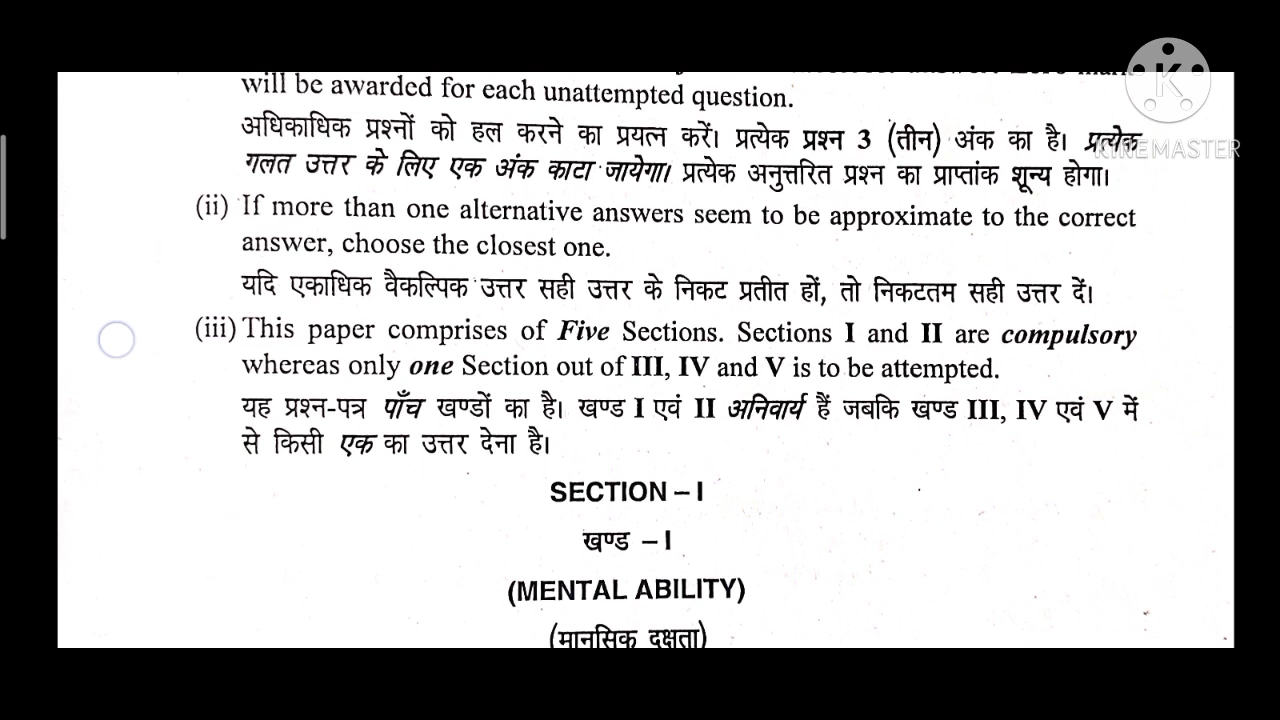 will be awarded for each unattempted question.
अधिकाधिक प्रश्नों को हल करने का प्रयत्न करें। प्रत्येक प्रश्न 3 (तीन) अंक का है। प्रत्येक
गलत उत्तर के लिए एक अंक काटा जायेगा। प्रत्येक अनुत्तरित प्रश्न का प्राप्तांक शून्य होगा।
KINEMASTER
(ii) If more than one alternative answers seem to be approximate to the correct
answer, choose the closest one.
यदि एकाधिक वैकल्पिक उत्तर सही उत्तर के निकट प्रतीत हों, तो निकटतम सही उत्तर दें।
(iii) This paper comprises of Five Sections. Sections I and II are compulsory
whereas only one Section out of III, IV and V is to be attempted.
यह प्रश्न-पत्र पाँच खण्डों का है। खण्ड I एवं II अनिवार्य हैं जबकि खण्ड III, IV एवं V में
से किसी एक का उत्तर देना है।
SECTION – I
खण्ड – I
(MENTAL ABILITY)
(मानसिक दक्षता)